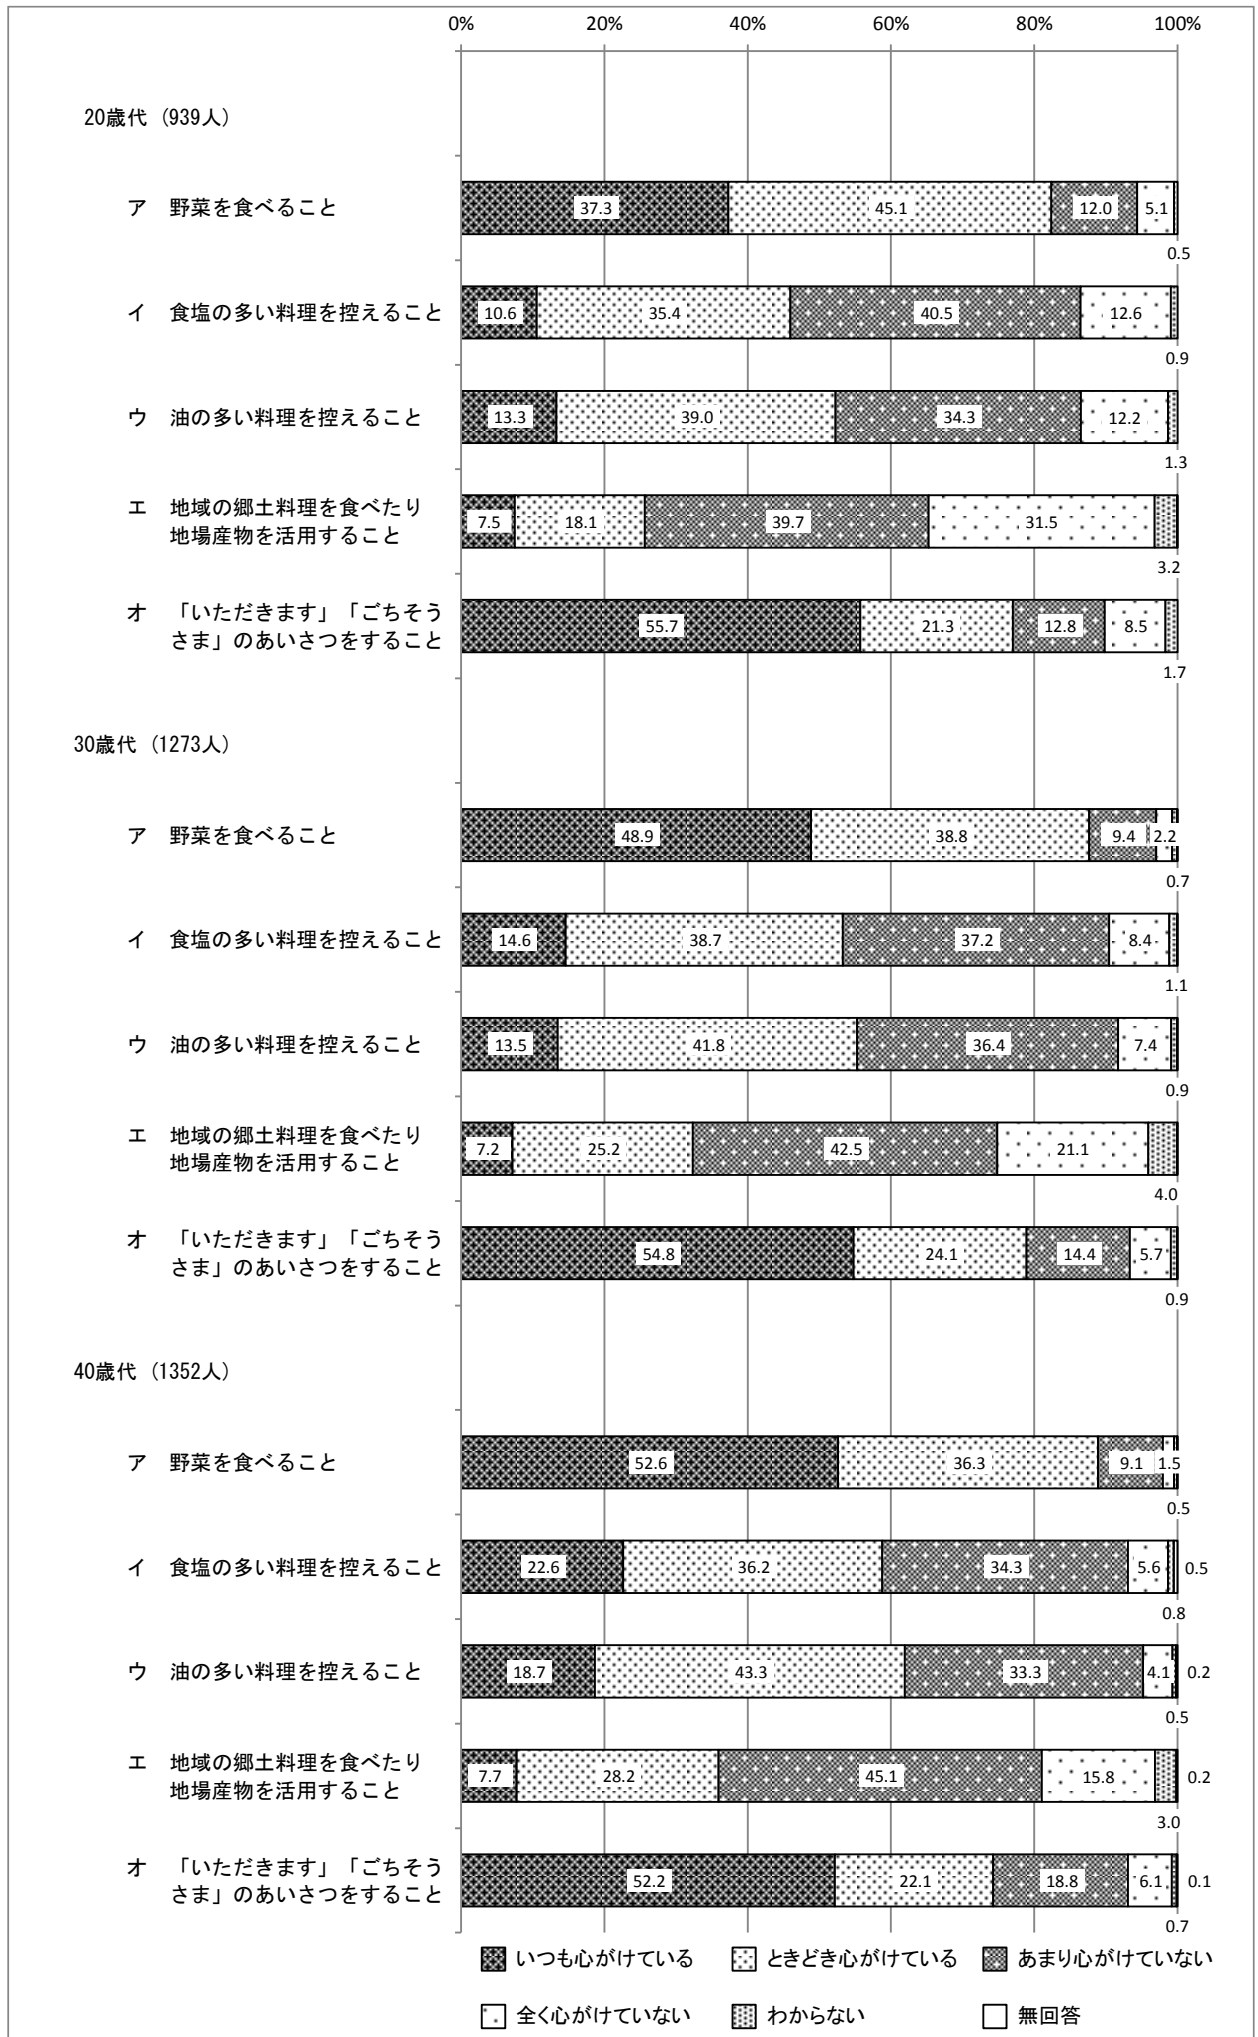 0% 20% 40% 60% 80% 100%
20歳代 (939人)
ア 野菜を食べること 37.3 45.1 12.0 5.1
0.5
イ 食塩の多い料理を控えること 10.6 35.4 40.5 12.6
0.9
ウ 油の多い料理を控えること 13.3 39.0 34.3 12.2
1.3
エ 地域の郷土料理を食べたり
地場産物を活用すること 7.5 18.1 39.7 31.5
3.2
オ 「いただきます」「ごちそう
さま」のあいさつをすること 55.7 21.3 12.8 8.5
1.7
30歳代 (1273人)
ア 野菜を食べること 48.9 38.8 9.4 2.2
0.7
イ 食塩の多い料理を控えること 14.6 38.7 37.2 8.4
1.1
ウ 油の多い料理を控えること 13.5 41.8 36.4 7.4
0.9
エ 地域の郷土料理を食べたり
地場産物を活用すること 7.2 25.2 42.5 21.1
4.0
オ 「いただきます」「ごちそう
さま」のあいさつをすること 54.8 24.1 14.4 5.7
0.9
40歳代 (1352人)
ア 野菜を食べること 52.6 36.3 9.1 1.5
0.5
イ 食塩の多い料理を控えること 22.6 36.2 34.3 5.6 0.5
0.8
ウ 油の多い料理を控えること 18.7 43.3 33.3 4.1 0.2
0.5
エ 地域の郷土料理を食べたり
地場産物を活用すること 7.7 28.2 45.1 15.8 0.2
3.0
オ 「いただきます」「ごちそう
さま」のあいさつをすること 52.2 22.1 18.8 6.1 0.1
0.7
いつも心がけている ときどき心がけている あまり心がけていない
全く心がけていない わからない 無回答